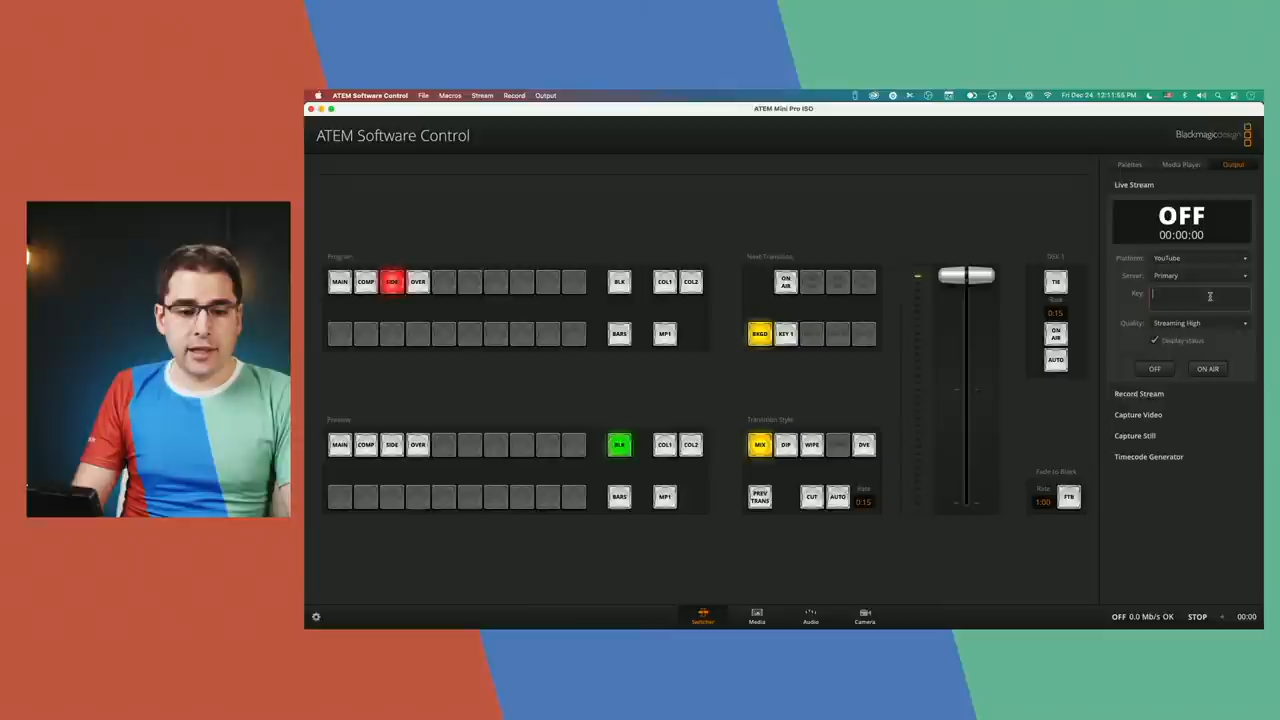 ATEM Software Control File Macros Stream Record Output Fri Dec 24 12:11:55 PM
ATEM Mini Pro ISO
ATEM Software Control
Blackmagicdesign
Palettes Media Player Output
Live Stream
OFF
00:00:00
Platform: YouTube
Server: Primary
Key:
Quality: Streaming High
Display status
OFF ON AIR
Record Stream
Capture Video
Capture Still
Timecode Generator
Program
MAIN COMP SIDE OVER BLK COL1 COL2
BARS MP1
Next Transition
ON AIR
BKGD KEY 1
DSK 1
TIE
Rate
0:15
ON AIR
AUTO
Preview
MAIN COMP SIDE OVER BLK COL1 COL2
BARS MP1
Transition Style
MIX DIP WIPE DVE
PREV TRANS CUT AUTO Rate 0:15
Fade to Black
Rate
1:00 FTB
Switcher Media Audio Camera
OFF 0.0 Mb/s OK STOP 00:00